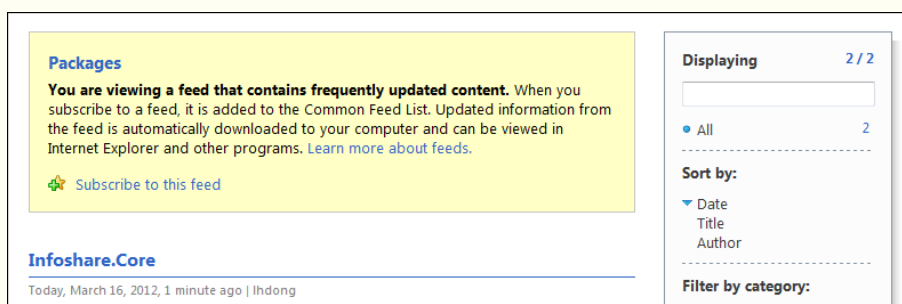 Packages
You are viewing a feed that contains frequently updated content. When you
subscribe to a feed, it is added to the Common Feed List. Updated information from
the feed is automatically downloaded to your computer and can be viewed in
Internet Explorer and other programs. Learn more about feeds.
Subscribe to this feed
Infoshare.Core
Today, March 16, 2012, 1 minute ago | lhdong
Displaying 2 / 2
All 2
Sort by:
Date
Title
Author
Filter by category: